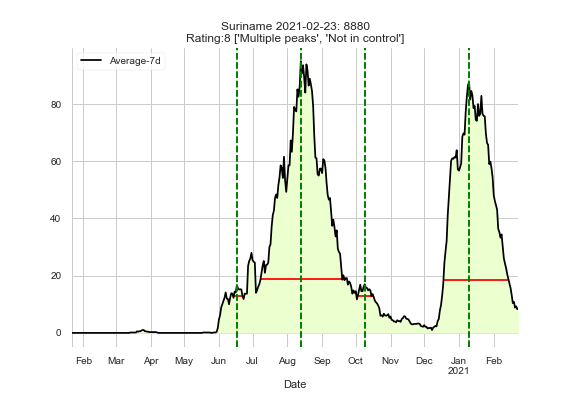 Suriname 2021-02-23: 8880
Rating:8 ['Multiple peaks', 'Not in control']
Average-7d
80
60
40
20
0
Feb Mar Apr May Jun Jul Aug Sep Oct Nov Dec Jan Feb
2021
Date